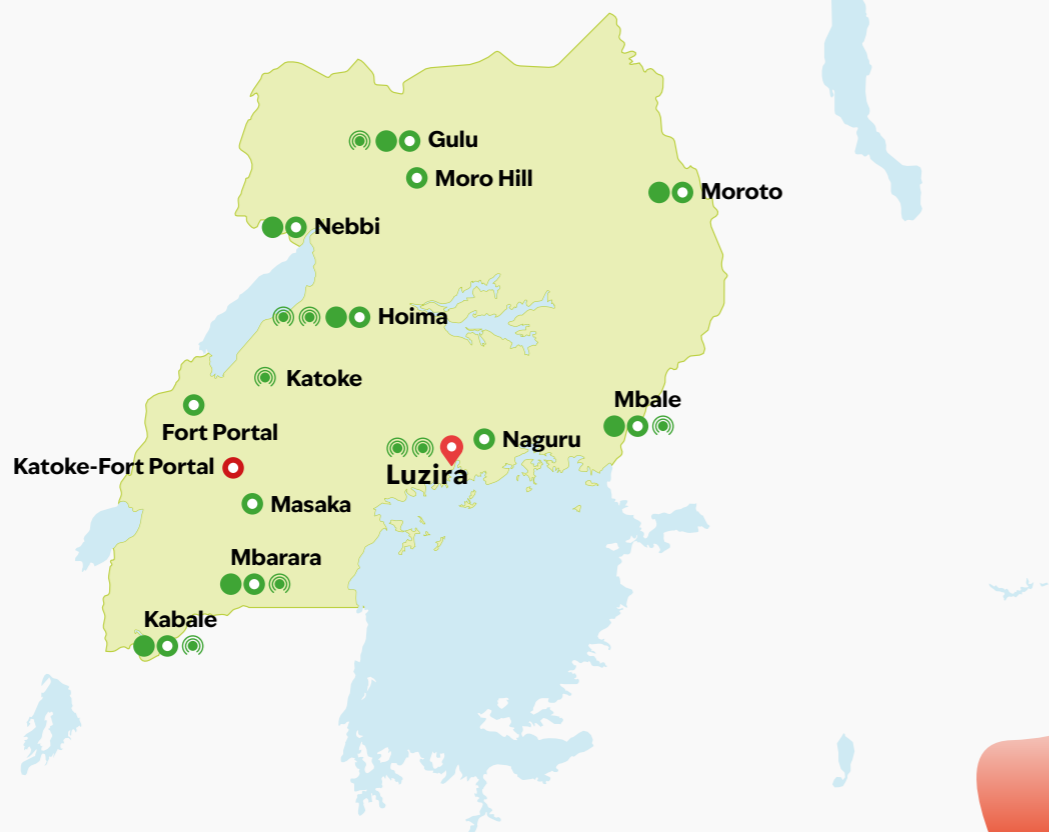 Gulu
Moro Hill
Moroto
Nebbi
Hoima
Katoke
Mbale
Fort Portal
Naguru
Katoke-Fort Portal
Luzira
Masaka
Mbarara
Kabale